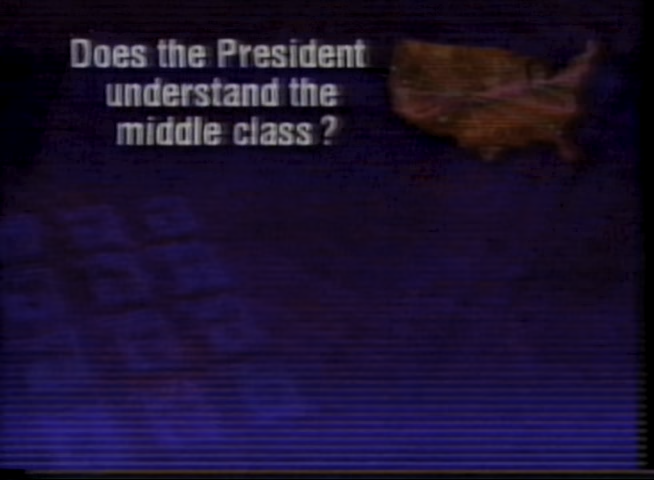 Does the President
understand the
middle class?